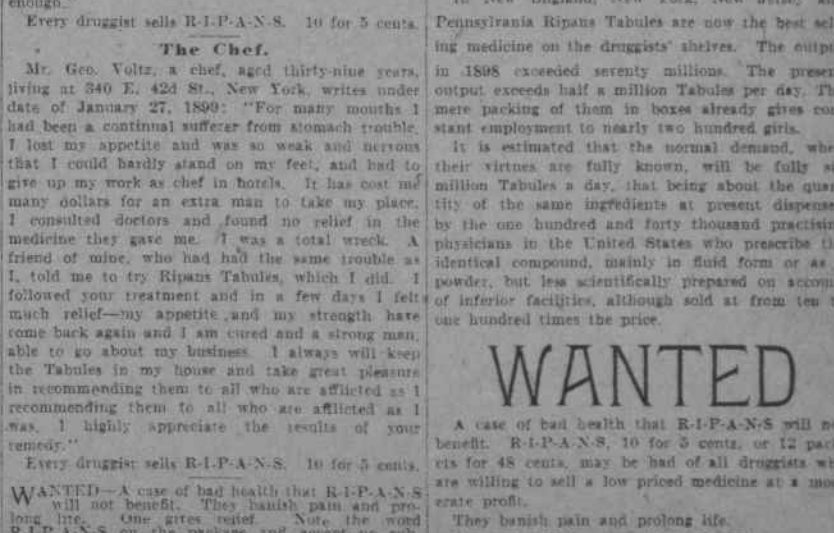 enough.
Every druggist sells R-I-P-A-N-S. 10 for 5 cents.
The Chef.
Mr. Geo. Voltz, a chef, aged thirty-nine years,
living at 340 E. 42d St., New York, writes under
date of January 27, 1899: "For many months I
had been a continual sufferer from stomach trouble.
I lost my appetite and was so weak and nervous
that I could hardly stand on my feet, and had to
give up my work as chef in hotels. It has cost me
many dollars for an extra man to take my place.
I consulted doctors and found no relief in the
medicine they gave me. I was a total wreck. A
friend of mine, who had had the same trouble as
I, told me to try Ripans Tabules, which I did. I
followed your treatment and in a few days I felt
much relief—my appetite and my strength have
come back again and I am cured and a strong man,
able to go about my business. I always will keep
the Tabules in my house and take great pleasure
in recommending them to all who are afflicted as I
recommending them to all who are afflicted as I
was. I highly appreciate the results of your
remedy."
Every druggist sells R-I-P-A-N-S. 10 for 5 cents.
WANTED—A case of bad health that R-I-P-A-N-S
will not benefit. They banish pain and pro-
long life. One gives relief. Note the word
R-I-P-A-N-S on the package and accept no sub-
Pennsylvania Ripans Tabules are now the best sell
ing medicine on the druggists' shelves. The outpu
in 1898 exceeded seventy millions. The presen
output exceeds half a million Tabules per day. Th
mere packing of them in boxes already gives con
stant employment to nearly two hundred girls.
It is estimated that the normal demand, whe
their virtues are fully known, will be fully
million Tabules a day, that being about the quan
tity of the same ingredients at present dispense
by the one hundred and forty thousand practisin
physicians in the United States who prescribe th
identical compound, mainly in fluid form or as
powder, but less scientifically prepared on accoun
of inferior facilities, although sold at from ten t
one hundred times the price.
WANTED
A case of bad health that R-I-P-A-N-S will no
benefit. R-I-P-A-N-S, 10 for 5 cents, or 12 pack
ets for 48 cents, may be had of all druggists wh
are willing to sell a low priced medicine at a mod
erate profit.
They banish pain and prolong life.